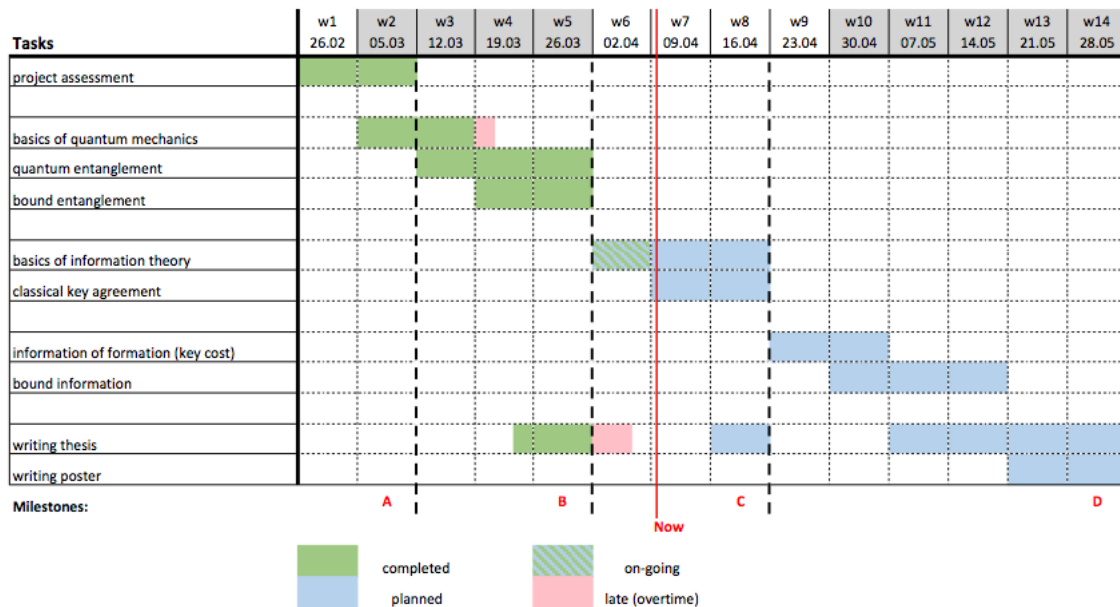 w1 w2 w3 w4 w5 w6 w7 w8 w9 w10 w11 w12 w13 w14
Tasks 26.02 05.03 12.03 19.03 26.03 02.04 09.04 16.04 23.04 30.04 07.05 14.05 21.05 28.05
project assessment
basics of quantum mechanics
quantum entanglement
bound entanglement
basics of information theory
classical key agreement
information of formation (key cost)
bound information
writing thesis
writing poster
Milestones: A B C D
Now
completed on-going
planned late (overtime)